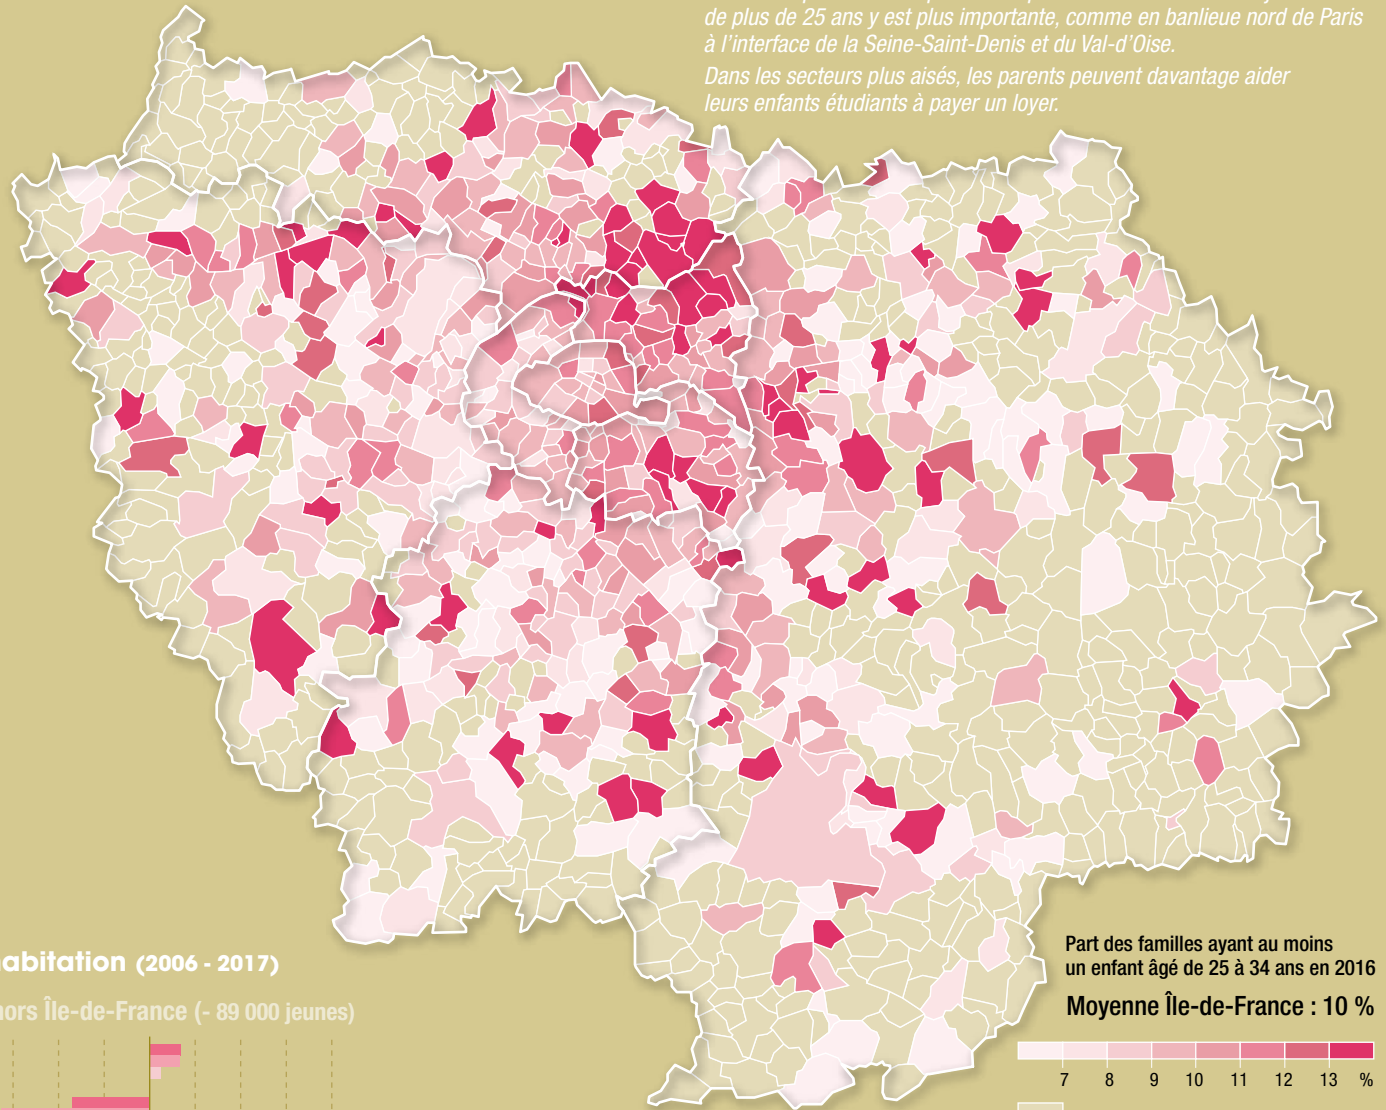 de plus de 25 ans y est plus importante, comme en banlieue nord de Paris
à l’interface de la Seine-Saint-Denis et du Val-d’Oise.
Dans les secteurs plus aisés, les parents peuvent davantage aider
leurs enfants étudiants à payer un loyer.
abitation (2006 - 2017)
hors Île-de-France (- 89 000 jeunes)
Part des familles ayant au moins
un enfant âgé de 25 à 34 ans en 2016
Moyenne Île-de-France : 10 %
7 8 9 10 11 12 13 %